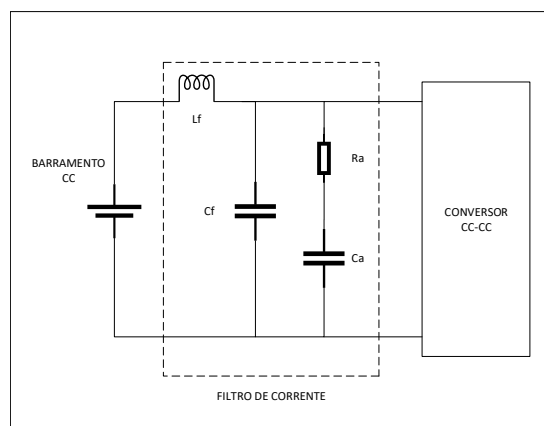 Lf
BARRAMENTO
CC
Cf
Ra
Ca
CONVERSOR
CC-CC
FILTRO DE CORRENTE